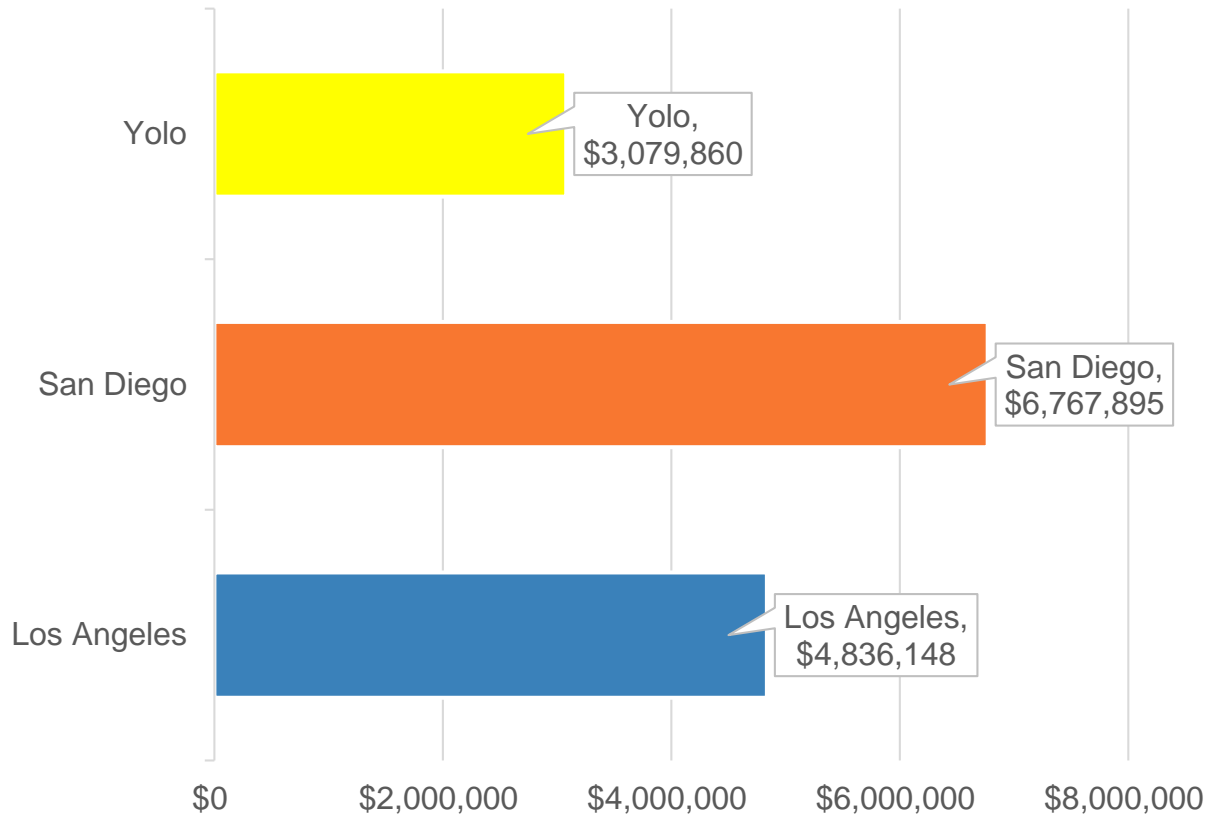 Yolo
Yolo,
$3,079,860
San Diego
San Diego,
$6,767,895
Los Angeles
Los Angeles,
$4,836,148
$0 $2,000,000 $4,000,000 $6,000,000 $8,000,000